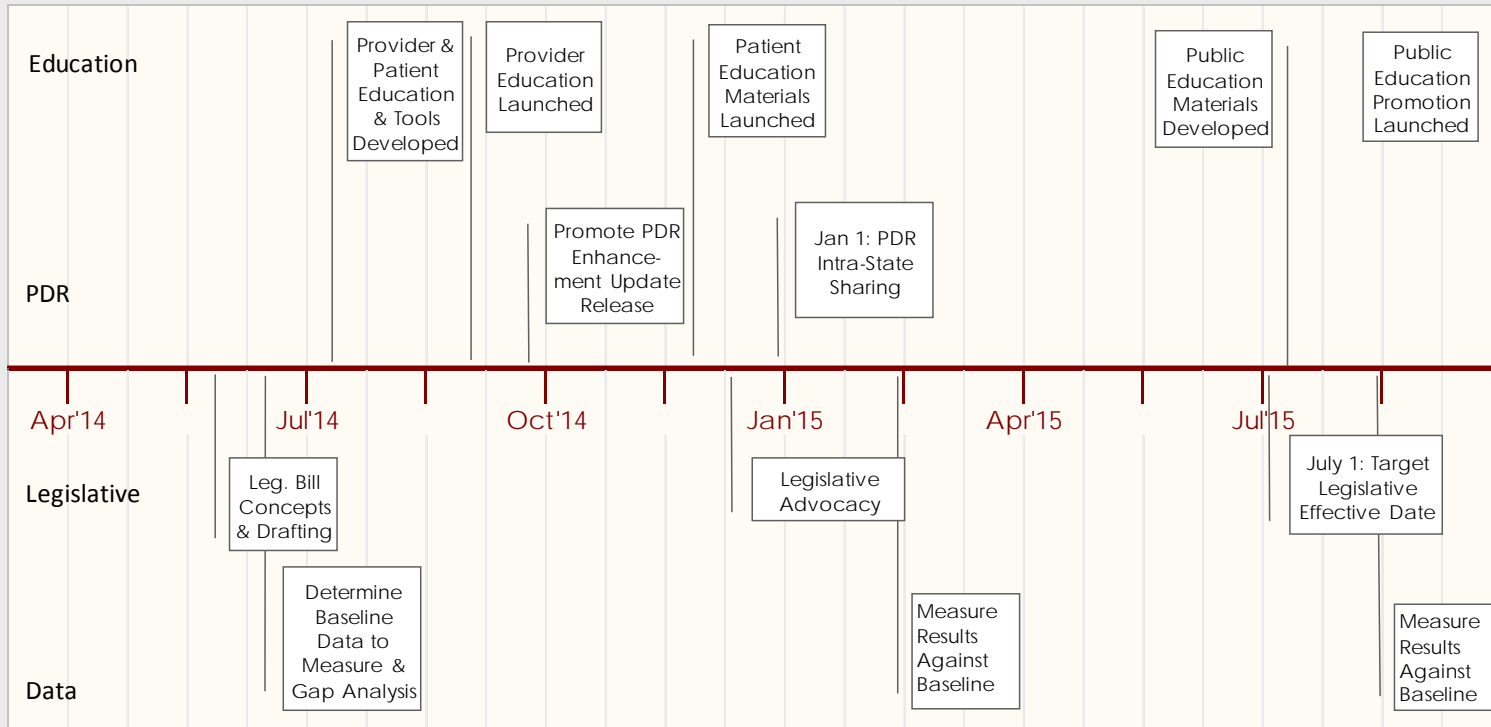 Education
Provider &
Patient
Education
& Tools
Developed
Provider
Education
Launched
Patient
Education
Materials
Launched
Public
Education
Materials
Developed
Public
Education
Promotion
Launched
PDR
Promote PDR
Enhance-
ment Update
Release
Jan 1: PDR
Intra-State
Sharing
Apr'14
Jul'14
Oct'14
Jan'15
Apr'15
Jul'15
Legislative
Leg. Bill
Concepts
& Drafting
Legislative
Advocacy
July 1: Target
Legislative
Effective Date
Data
Determine
Baseline
Data to
Measure &
Gap Analysis
Measure
Results
Against
Baseline
Measure
Results
Against
Baseline